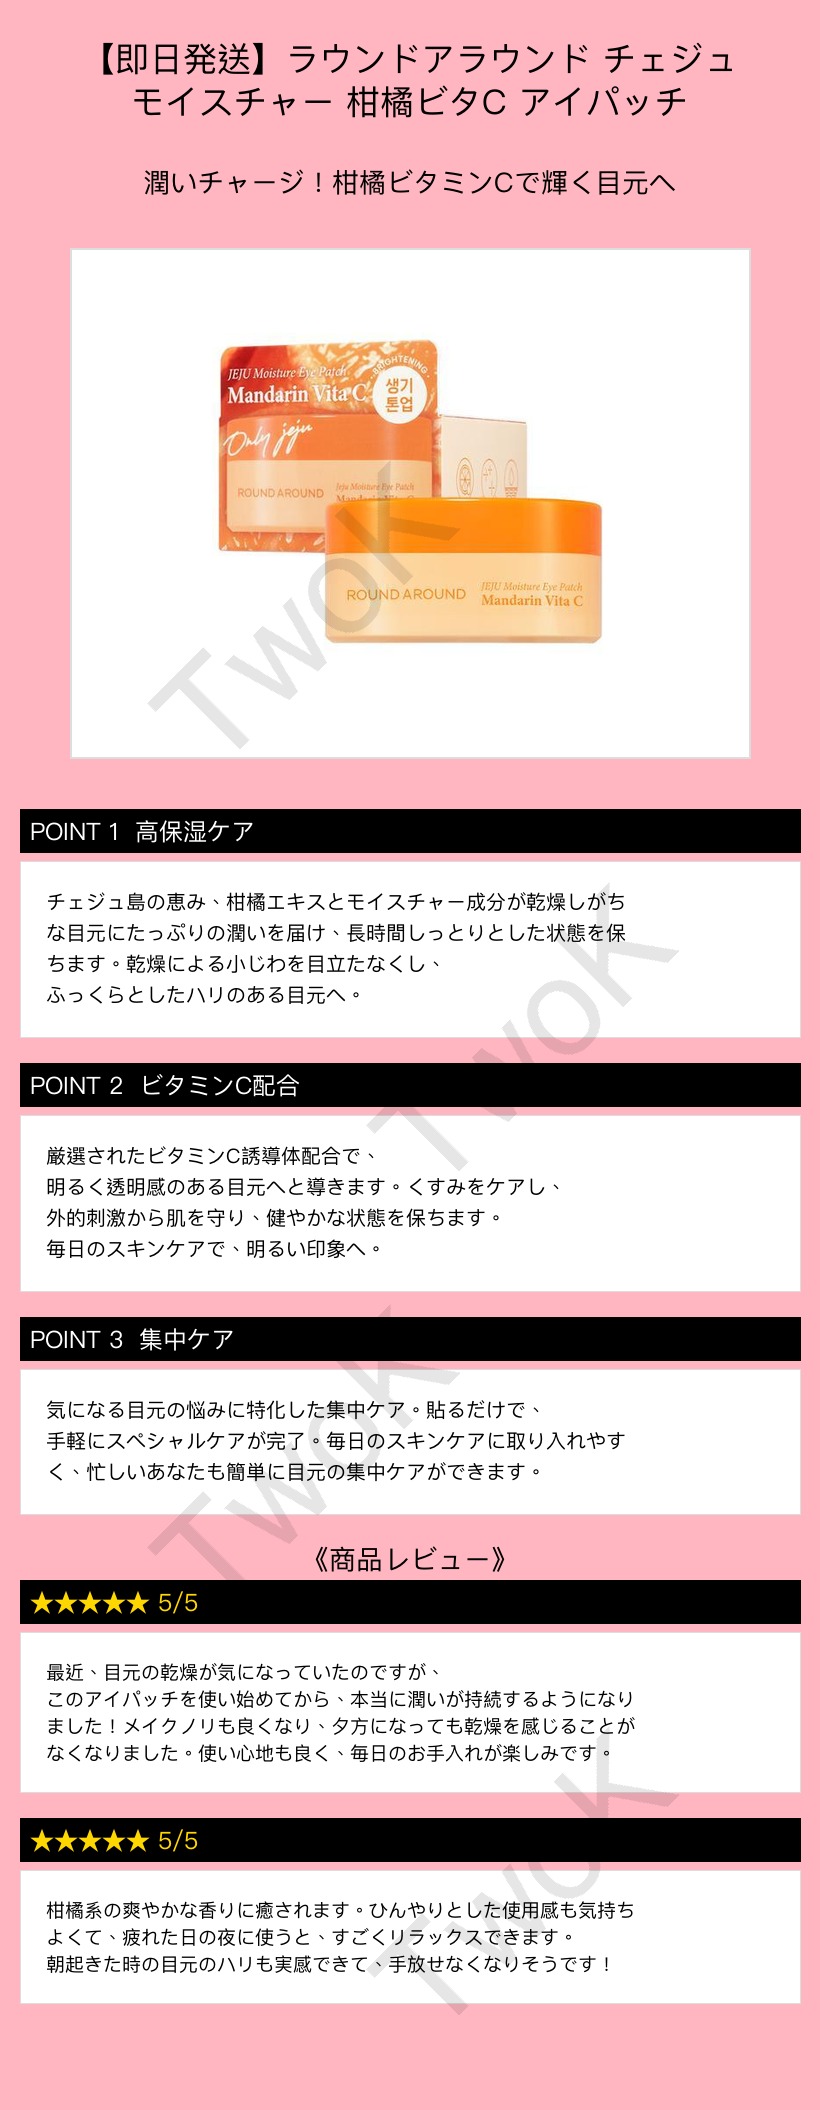 【即日発送】ラウンドアラウンド チェジュ
モイスチャー 柑橘ビタC アイパッチ
潤いチャージ！柑橘ビタミンCで輝く目元へ
JEJU Moisture Eye Patch
Mandarin Vita C
BRIGHTENING
생기
톤업
Only jeju
ROUND AROUND
Jeju Moisture Eye Patch
Mandarin Vita C
ROUND AROUND
JEJU Moisture Eye Patch
Mandarin Vita C
TwoK
POINT 1 高保湿ケア
チェジュ島の恵み、柑橘エキスとモイスチャー成分が乾燥しがち
な目元にたっぷりの潤いを届け、長時間しっとりとした状態を保
ちます。乾燥による小じわを目立たなくし、
ふっくらとしたハリのある目元へ。
TwoK
POINT 2 ビタミンC配合
厳選されたビタミンC誘導体配合で、
明るく透明感のある目元へと導きます。くすみをケアし、
外的刺激から肌を守り、健やかな状態を保ちます。
毎日のスキンケアで、明るい印象へ。
POINT 3 集中ケア
気になる目元の悩みに特化した集中ケア。貼るだけで、
手軽にスペシャルケアが完了。毎日のスキンケアに取り入れやす
く、忙しいあなたも簡単に目元の集中ケアができます。
TwoK
《商品レビュー》
★★★★★ 5/5
最近、目元の乾燥が気になっていたのですが、
このアイパッチを使い始めてから、本当に潤いが持続するようになり
ました！メイクノリも良くなり、夕方になっても乾燥を感じることが
なくなりました。使い心地も良く、毎日のお手入れが楽しみです。
★★★★★ 5/5
柑橘系の爽やかな香りに癒されます。ひんやりとした使用感も気持ち
よくて、疲れた日の夜に使うと、すごくリラックスできます。
朝起きた時の目元のハリも実感できて、手放せなくなりそうです！
TwoK